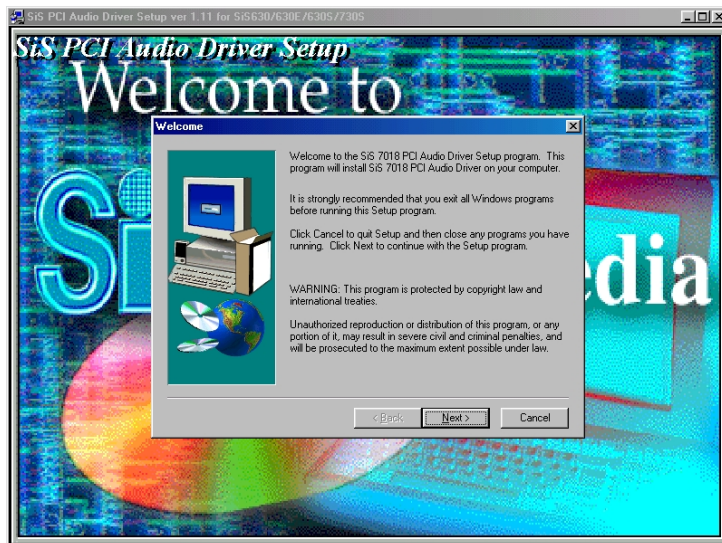 SiS PCI Audio Driver Setup ver 1.11 for SiS630/630E/630S/730S
SiS PCI Audio Driver Setup
Welcome to
Welcome
Welcome to the SiS 7018 PCI Audio Driver Setup program. This
program will install SiS 7018 PCI Audio Driver on your computer.
It is strongly recommended that you exit all Windows programs
before running this Setup program.
Click Cancel to quit Setup and then close any programs you have
running. Click Next to continue with the Setup program.
WARNING: This program is protected by copyright law and
international treaties.
Unauthorized reproduction or distribution of this program, or any
portion of it, may result in severe civil and criminal penalties, and
will be prosecuted to the maximum extent possible under law.
< Back
Next >
Cancel